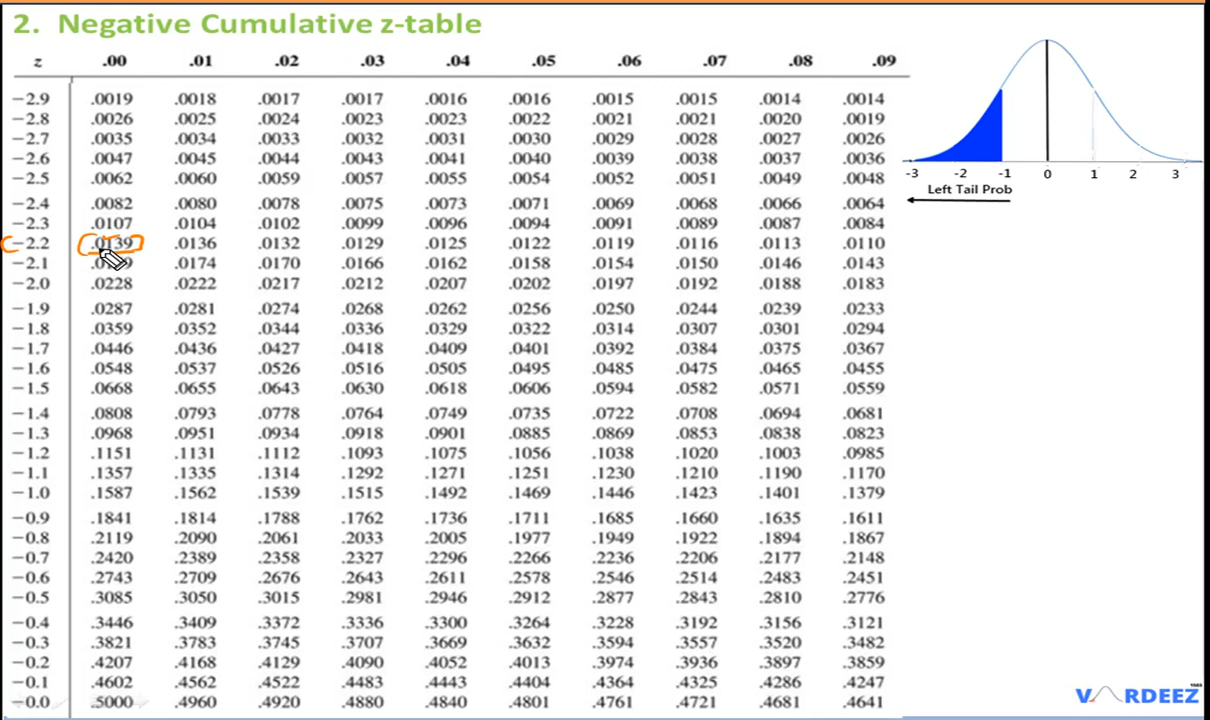 2. Negative Cumulative z-table
z .00 .01 .02 .03 .04 .05 .06 .07 .08 .09
−2.9 .0019 .0018 .0017 .0017 .0016 .0016 .0015 .0015 .0014 .0014
−2.8 .0026 .0025 .0024 .0023 .0023 .0022 .0021 .0021 .0020 .0019
−2.7 .0035 .0034 .0033 .0032 .0031 .0030 .0029 .0028 .0027 .0026
−2.6 .0047 .0045 .0044 .0043 .0041 .0040 .0039 .0038 .0037 .0036
−2.5 .0062 .0060 .0059 .0057 .0055 .0054 .0052 .0051 .0049 .0048
−2.4 .0082 .0080 .0078 .0075 .0073 .0071 .0069 .0068 .0066 .0064
−2.3 .0107 .0104 .0102 .0099 .0096 .0094 .0091 .0089 .0087 .0084
−2.2 .0139 .0136 .0132 .0129 .0125 .0122 .0119 .0116 .0113 .0110
−2.1 .0174 .0170 .0166 .0162 .0158 .0154 .0150 .0146 .0143
−2.0 .0228 .0222 .0217 .0212 .0207 .0202 .0197 .0192 .0188 .0183
−1.9 .0287 .0281 .0274 .0268 .0262 .0256 .0250 .0244 .0239 .0233
−1.8 .0359 .0352 .0344 .0336 .0329 .0322 .0314 .0307 .0301 .0294
−1.7 .0446 .0436 .0427 .0418 .0409 .0401 .0392 .0384 .0375 .0367
−1.6 .0548 .0537 .0526 .0516 .0505 .0495 .0485 .0475 .0465 .0455
−1.5 .0668 .0655 .0643 .0630 .0618 .0606 .0594 .0582 .0571 .0559
−1.4 .0808 .0793 .0778 .0764 .0749 .0735 .0722 .0708 .0694 .0681
−1.3 .0968 .0951 .0934 .0918 .0901 .0885 .0869 .0853 .0838 .0823
−1.2 .1151 .1131 .1112 .1093 .1075 .1056 .1038 .1020 .1003 .0985
−1.1 .1357 .1335 .1314 .1292 .1271 .1251 .1230 .1210 .1190 .1170
−1.0 .1587 .1562 .1539 .1515 .1492 .1469 .1446 .1423 .1401 .1379
−0.9 .1841 .1814 .1788 .1762 .1736 .1711 .1685 .1660 .1635 .1611
−0.8 .2119 .2090 .2061 .2033 .2005 .1977 .1949 .1922 .1894 .1867
−0.7 .2420 .2389 .2358 .2327 .2296 .2266 .2236 .2206 .2177 .2148
−0.6 .2743 .2709 .2676 .2643 .2611 .2578 .2546 .2514 .2483 .2451
−0.5 .3085 .3050 .3015 .2981 .2946 .2912 .2877 .2843 .2810 .2776
−0.4 .3446 .3409 .3372 .3336 .3300 .3264 .3228 .3192 .3156 .3121
−0.3 .3821 .3783 .3745 .3707 .3669 .3632 .3594 .3557 .3520 .3482
−0.2 .4207 .4168 .4129 .4090 .4052 .4013 .3974 .3936 .3897 .3859
−0.1 .4602 .4562 .4522 .4483 .4443 .4404 .4364 .4325 .4286 .4247
−0.0 .5000 .4960 .4920 .4880 .4840 .4801 .4761 .4721 .4681 .4641
-3 -2 -1 0 1 2 3
Left Tail Prob
V RDEEZ